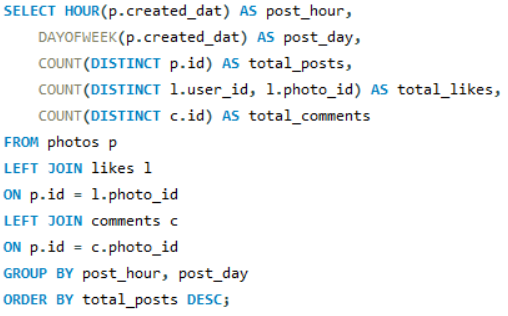 SELECT HOUR(p.created_dat) AS post_hour,
    DAYOFWEEK(p.created_dat) AS post_day,
    COUNT(DISTINCT p.id) AS total_posts,
    COUNT(DISTINCT l.user_id, l.photo_id) AS total_likes,
    COUNT(DISTINCT c.id) AS total_comments
FROM photos p
LEFT JOIN likes l
ON p.id = l.photo_id
LEFT JOIN comments c
ON p.id = c.photo_id
GROUP BY post_hour, post_day
ORDER BY total_posts DESC;